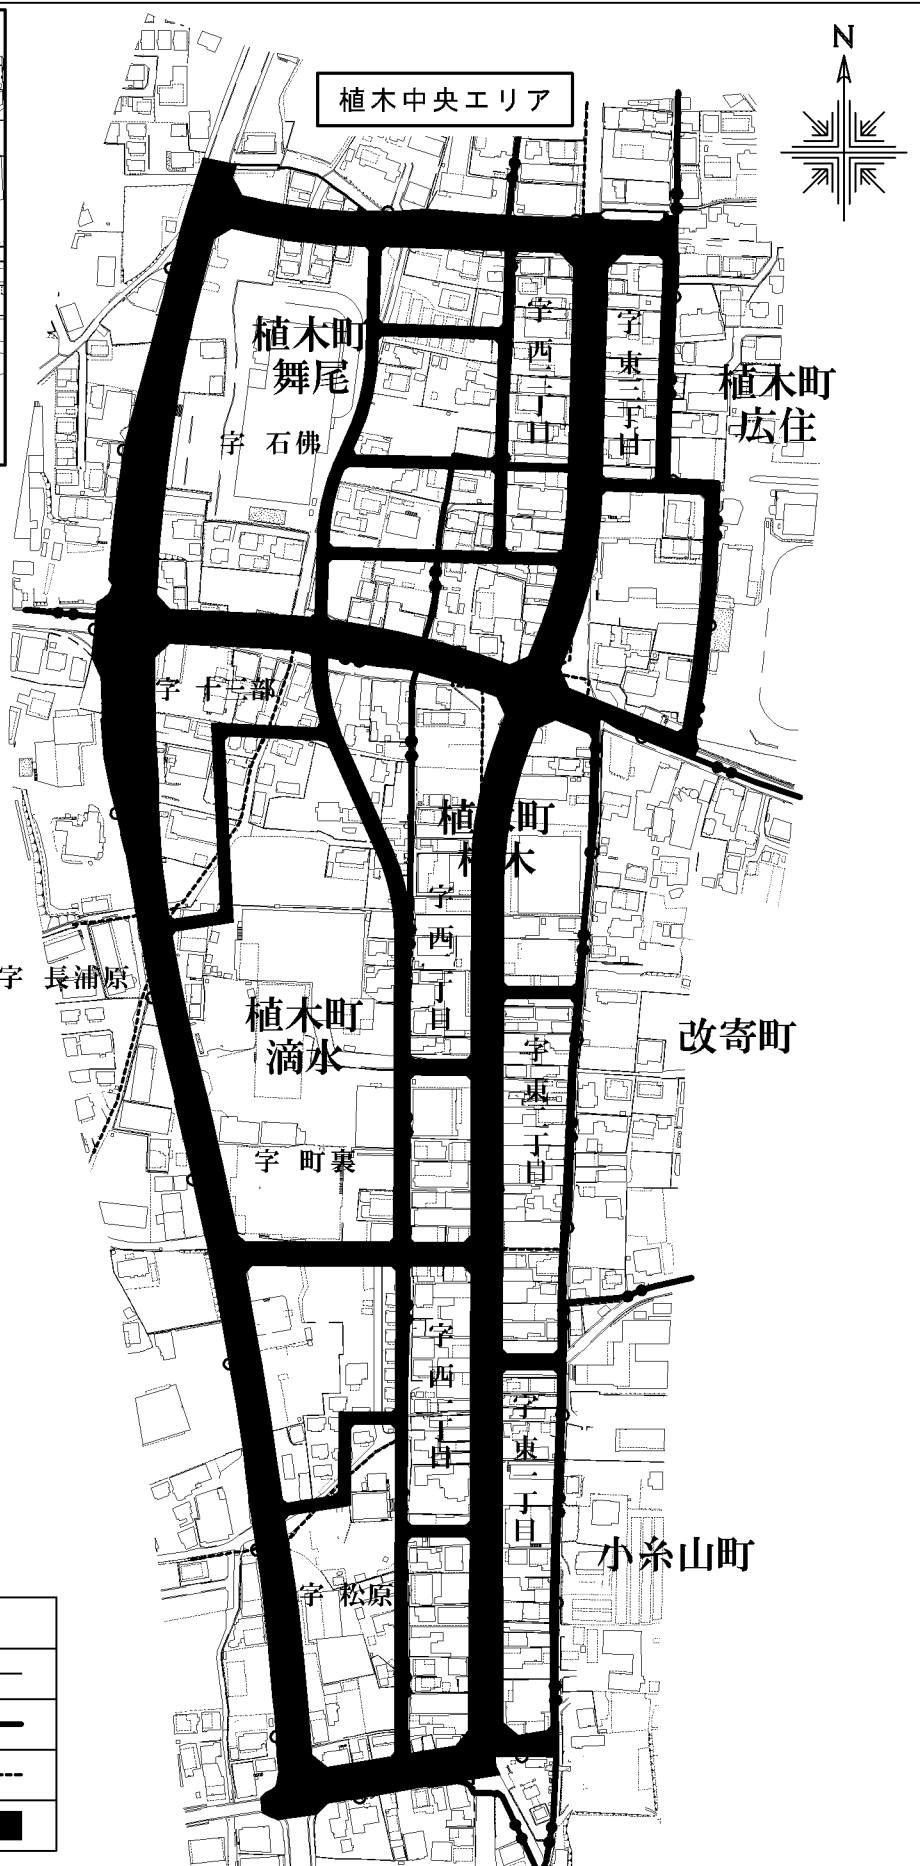 植木中央エリア
N
植木町
舞尾
字 石佛
字 西二丁目
字 東二丁目
植木町
広住
字 十三部
植木町
植木
字 西一丁目
字 長浦原
植木町
滴水
改寄町
字 東一丁目
字 町裏
字 西一丁目
字 東一丁目
小糸山町
字 松原